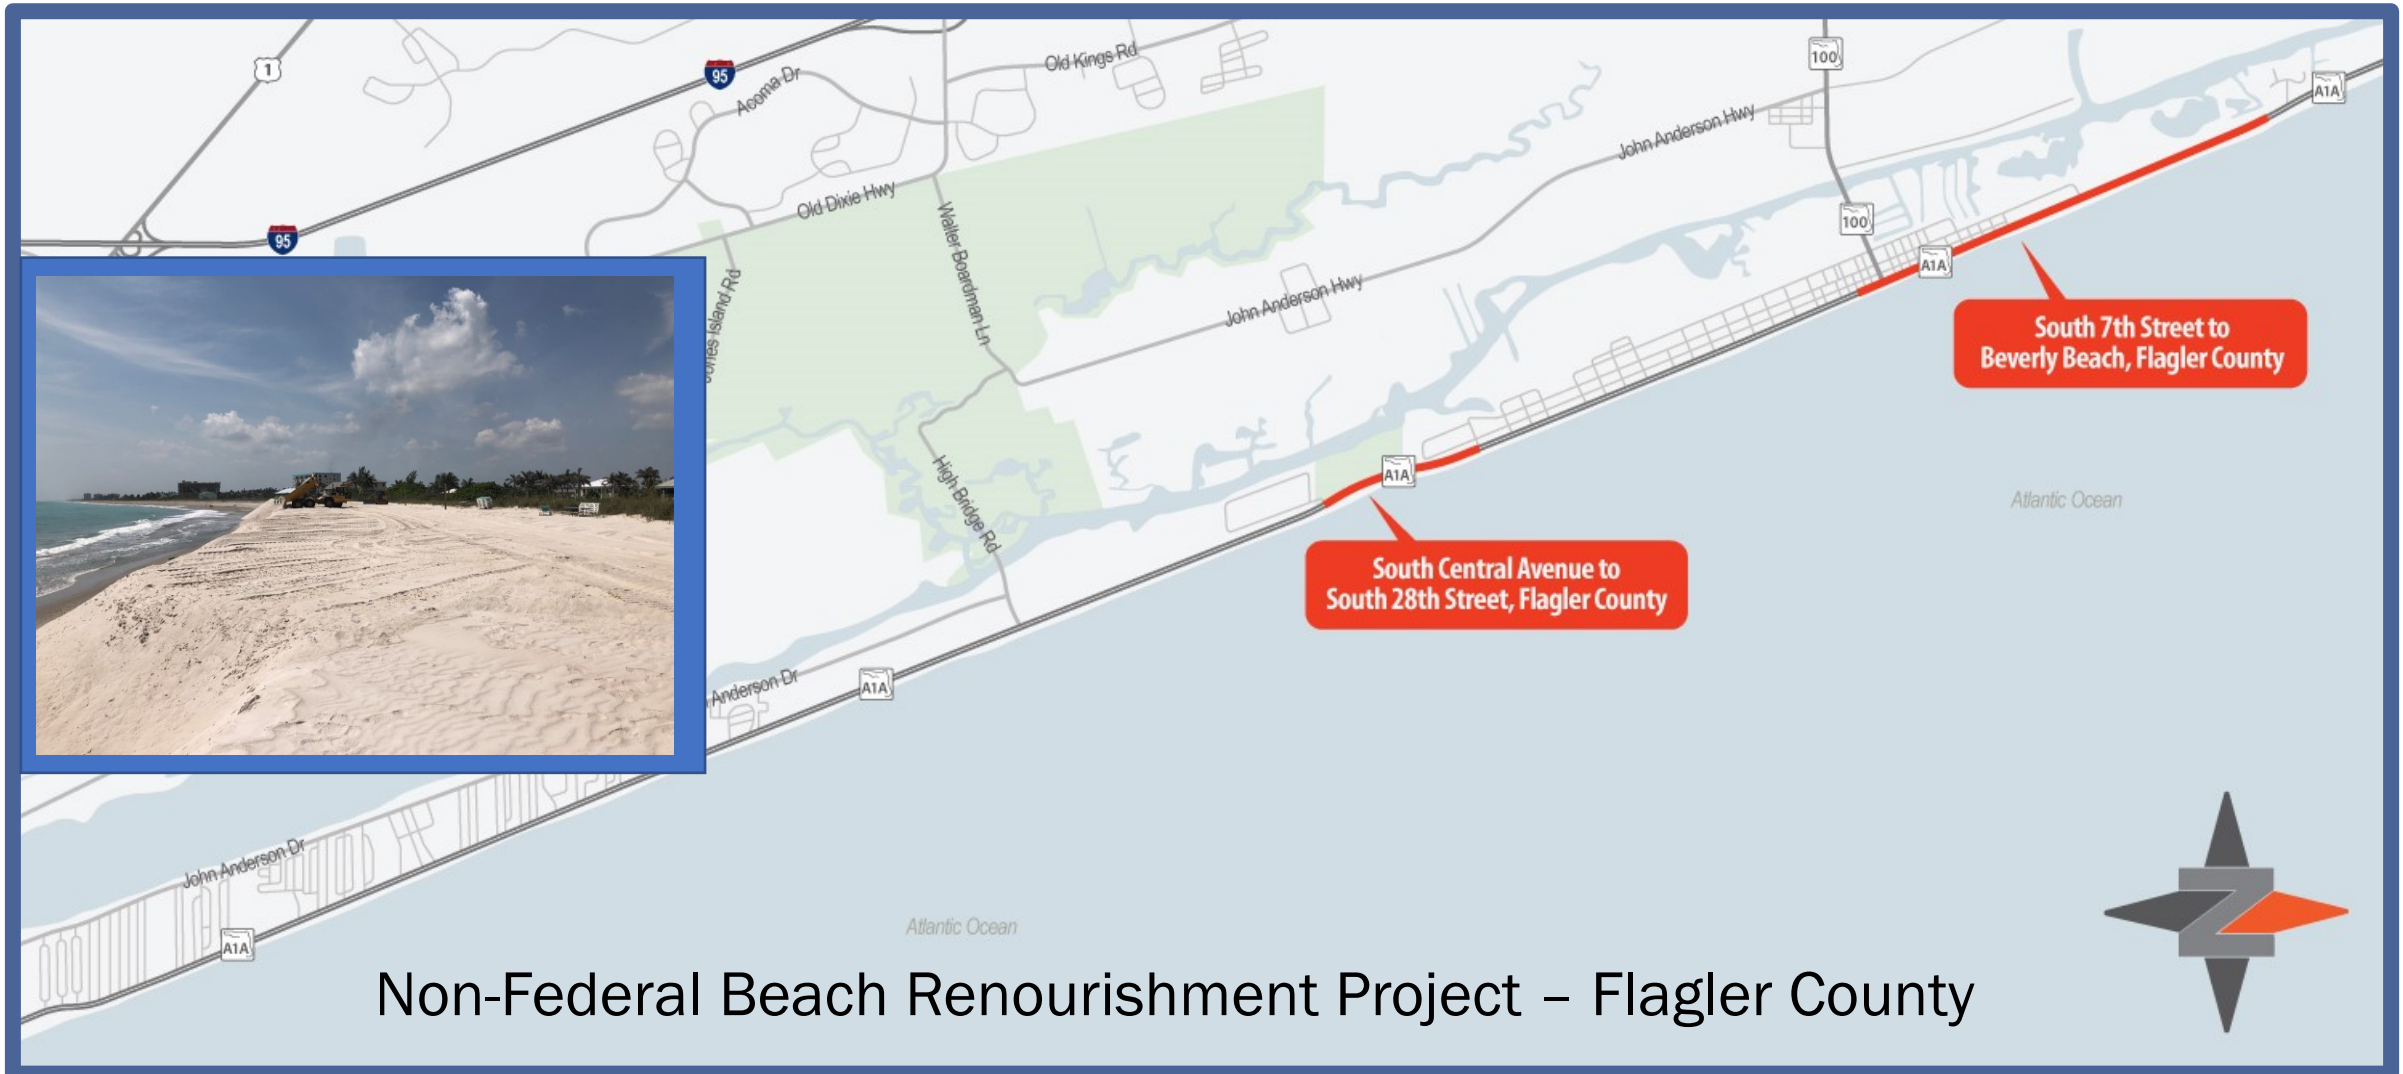 1
95
Acoma Dr
Old Kings Rd
100
A1A
John Anderson Hwy
Old Dixie Hwy
Walter Boardman Ln
95
100
A1A
Jones Island Rd
John Anderson Hwy
South 7th Street to
Beverly Beach, Flagler County
High Bridge Rd
A1A
Atlantic Ocean
South Central Avenue to
South 28th Street, Flagler County
Anderson Dr
A1A
John Anderson Dr
A1A
Atlantic Ocean
N
Non-Federal Beach Renourishment Project – Flagler County